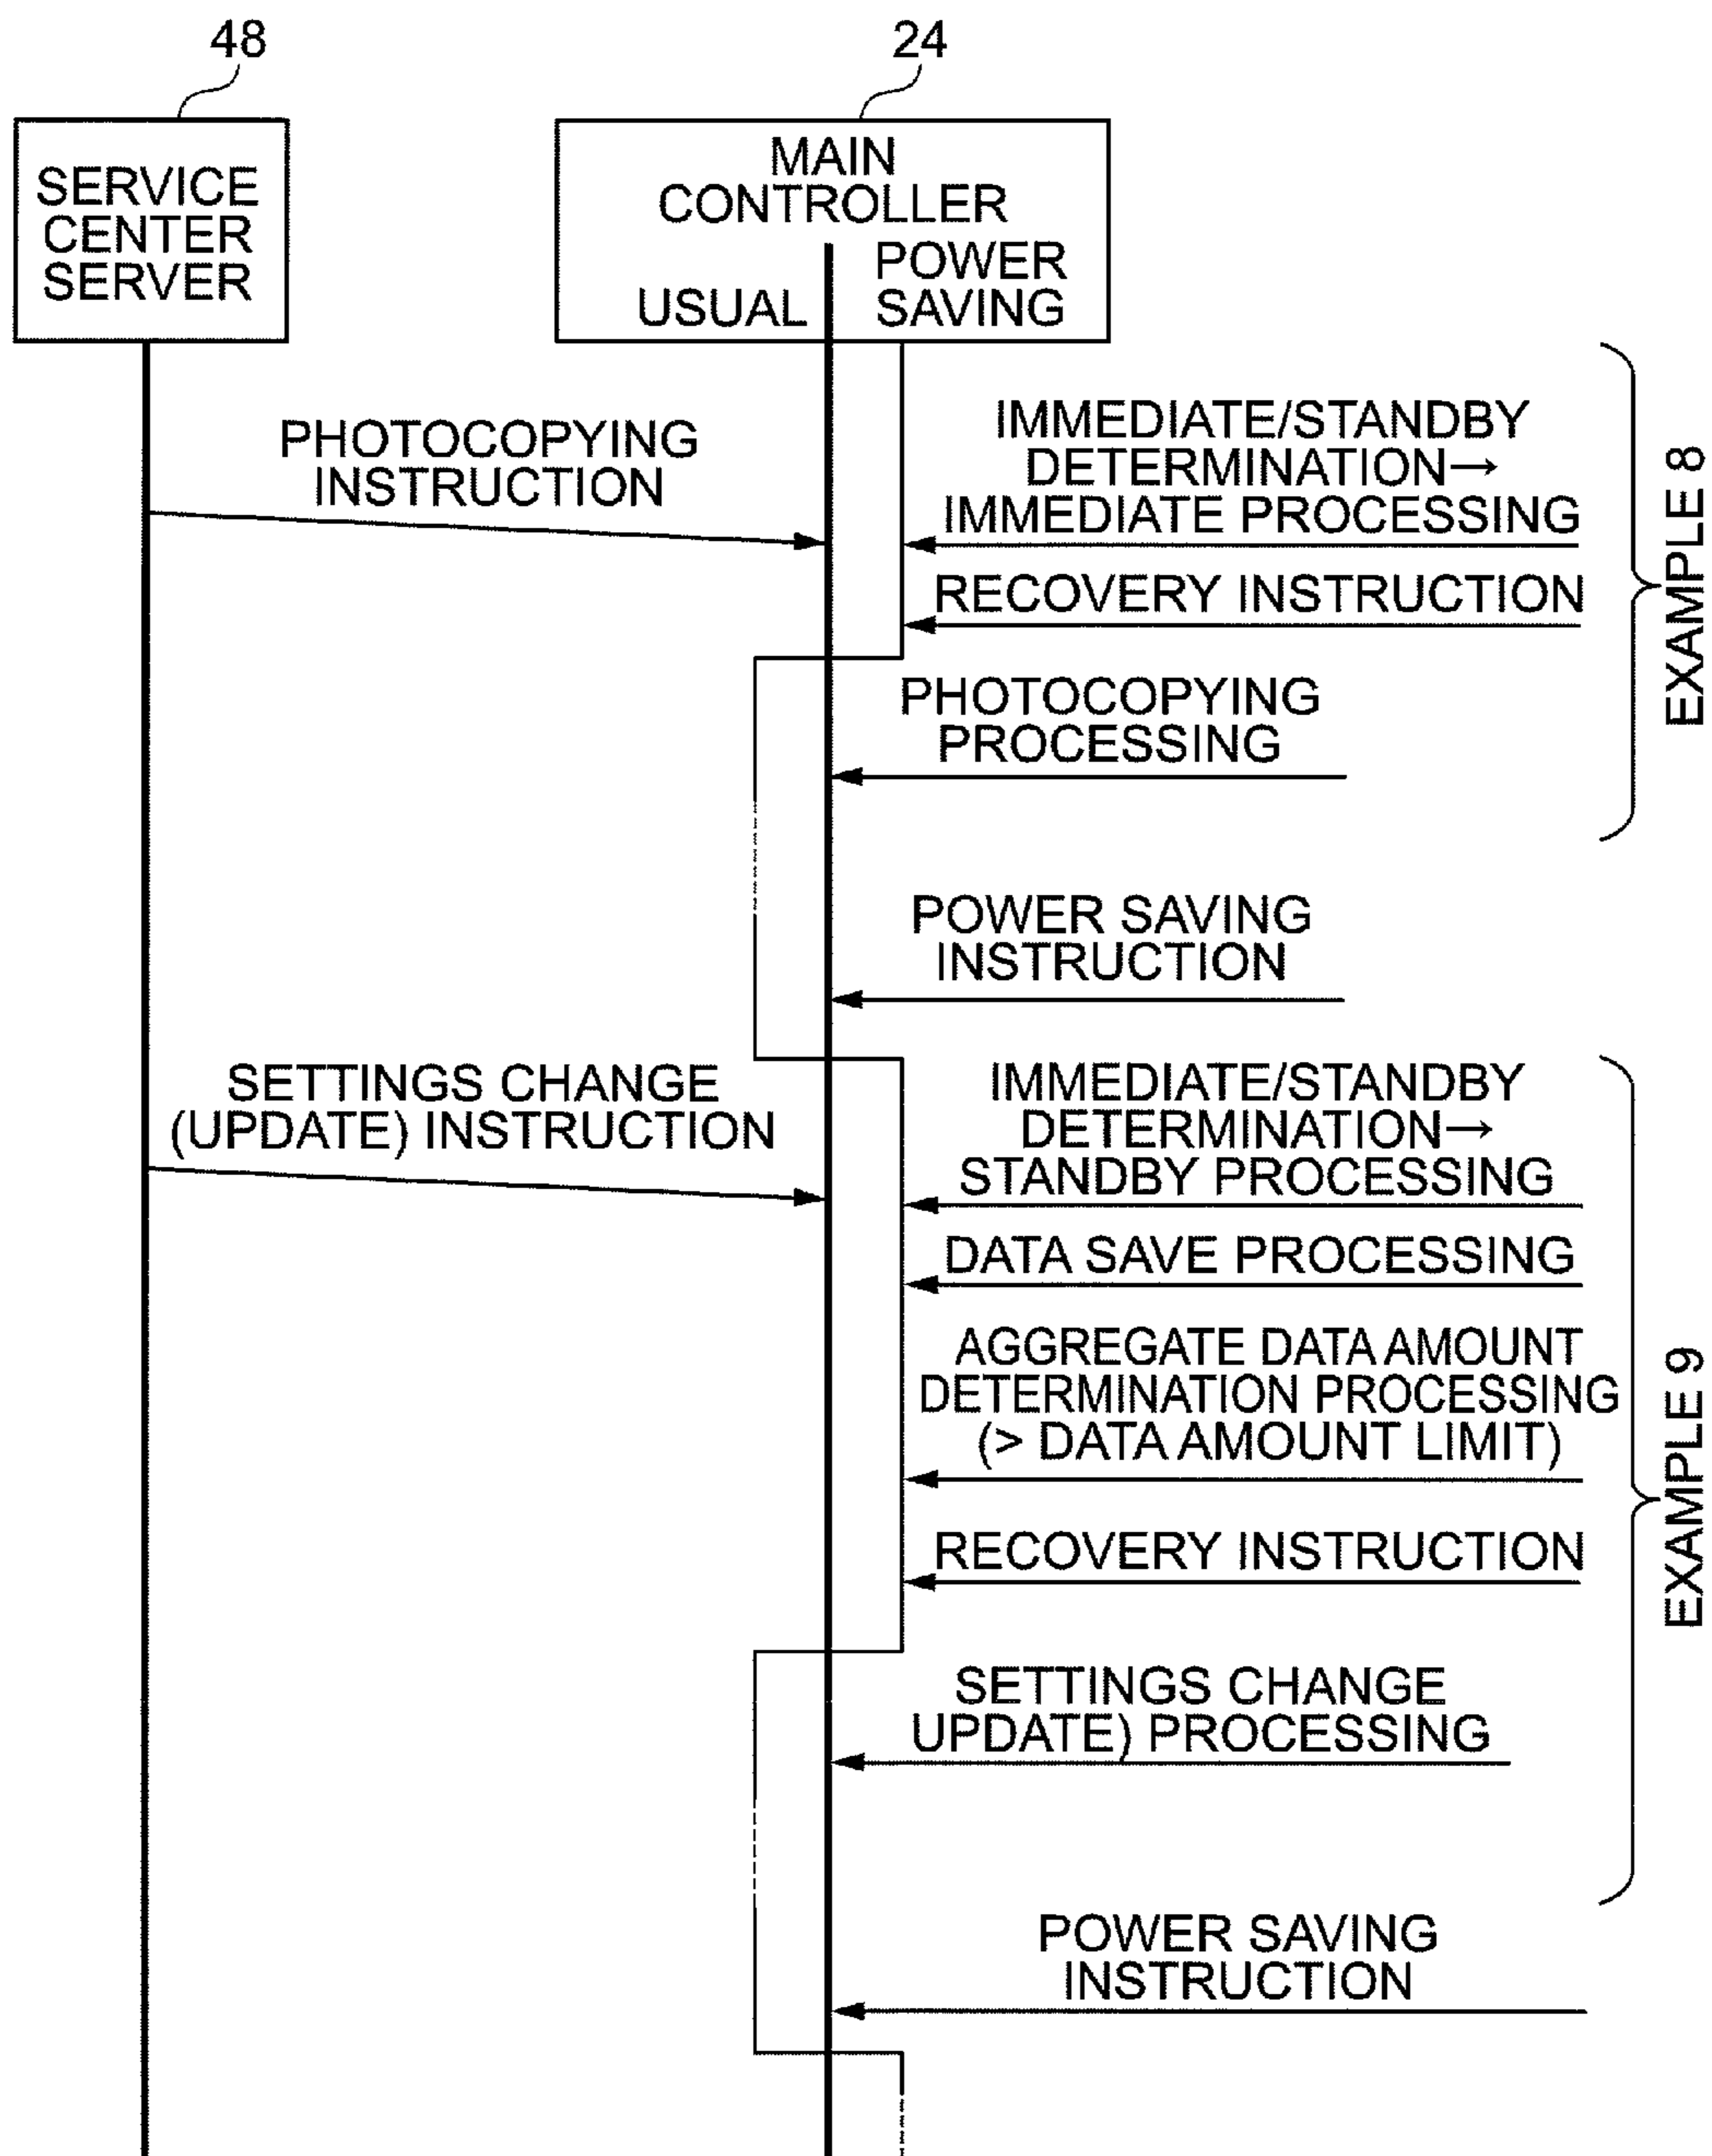 48
24
SERVICE
CENTER
SERVER
MAIN
CONTROLLER
USUAL
POWER
SAVING
PHOTOCOPYING
INSTRUCTION
IMMEDIATE/STANDBY
DETERMINATION→
IMMEDIATE PROCESSING
RECOVERY INSTRUCTION
PHOTOCOPYING
PROCESSING
EXAMPLE 8
POWER SAVING
INSTRUCTION
SETTINGS CHANGE
(UPDATE) INSTRUCTION
IMMEDIATE/STANDBY
DETERMINATION→
STANDBY PROCESSING
DATA SAVE PROCESSING
AGGREGATE DATA AMOUNT
DETERMINATION PROCESSING
(> DATA AMOUNT LIMIT)
RECOVERY INSTRUCTION
SETTINGS CHANGE
UPDATE) PROCESSING
EXAMPLE 9
POWER SAVING
INSTRUCTION